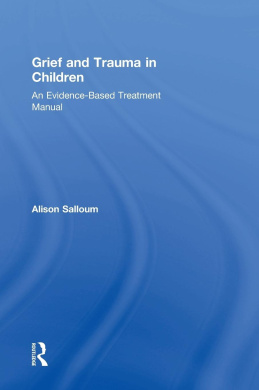 Grief and Trauma in
Children
An Evidence-Based Treatment
Manual
Alison Salloum
ROUTLEDGE